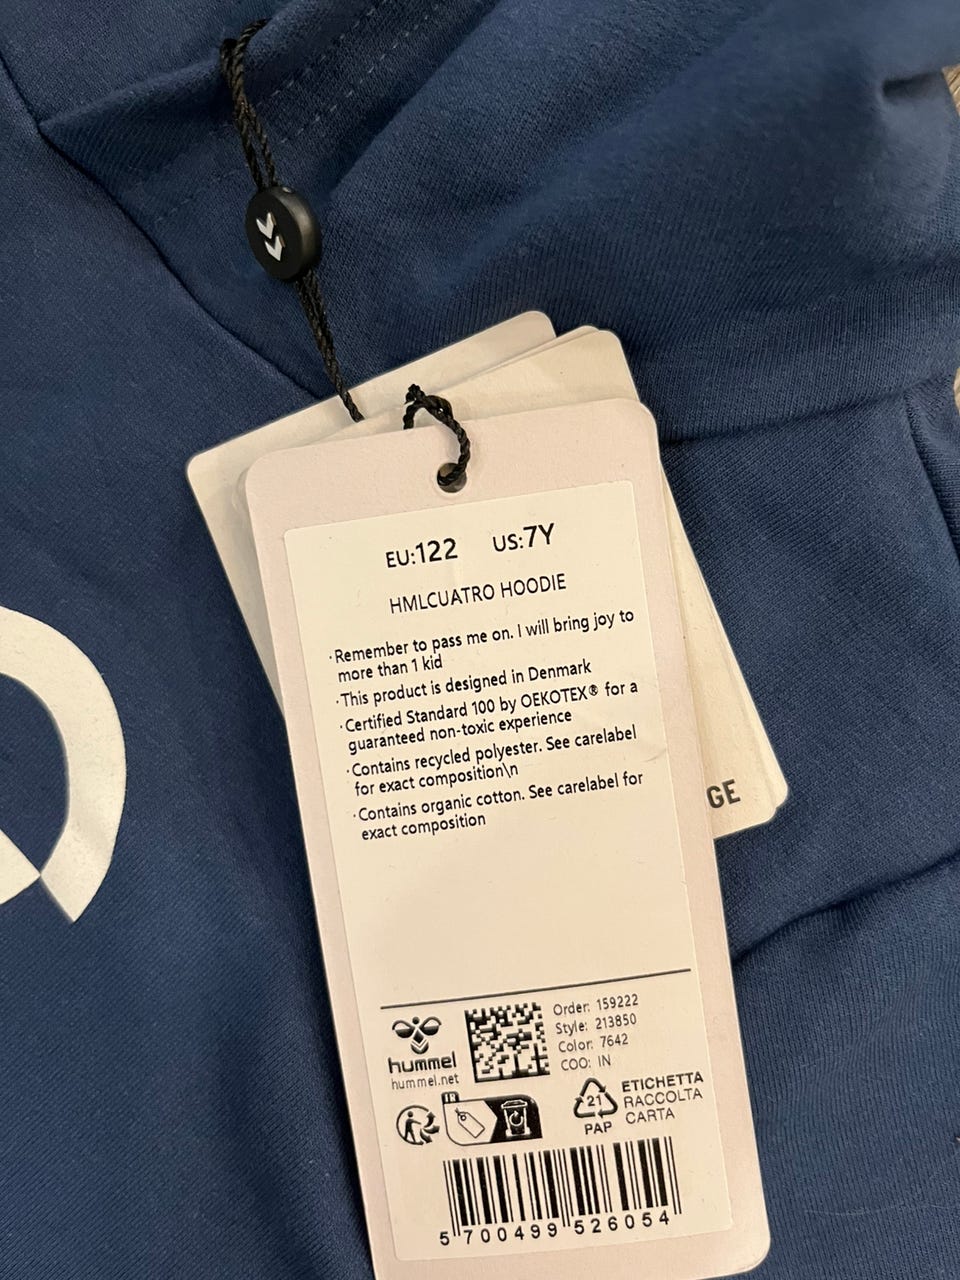 EU:122 US:7Y
HMLCUATRO HOODIE
·Remember to pass me on. I will bring joy to
more than 1 kid
·This product is designed in Denmark
·Certified Standard 100 by OEKOTEX® for a
guaranteed non-toxic experience
·Contains recycled polyester. See carelabel
for exact composition\n
·Contains organic cotton. See carelabel for
exact composition
GE
hummel
hummel.net
Order: 159222
Style: 213850
Color: 7642
COO: IN
FR
21
PAP
ETICHETTA
RACCOLTA
CARTA
5 700499 526054